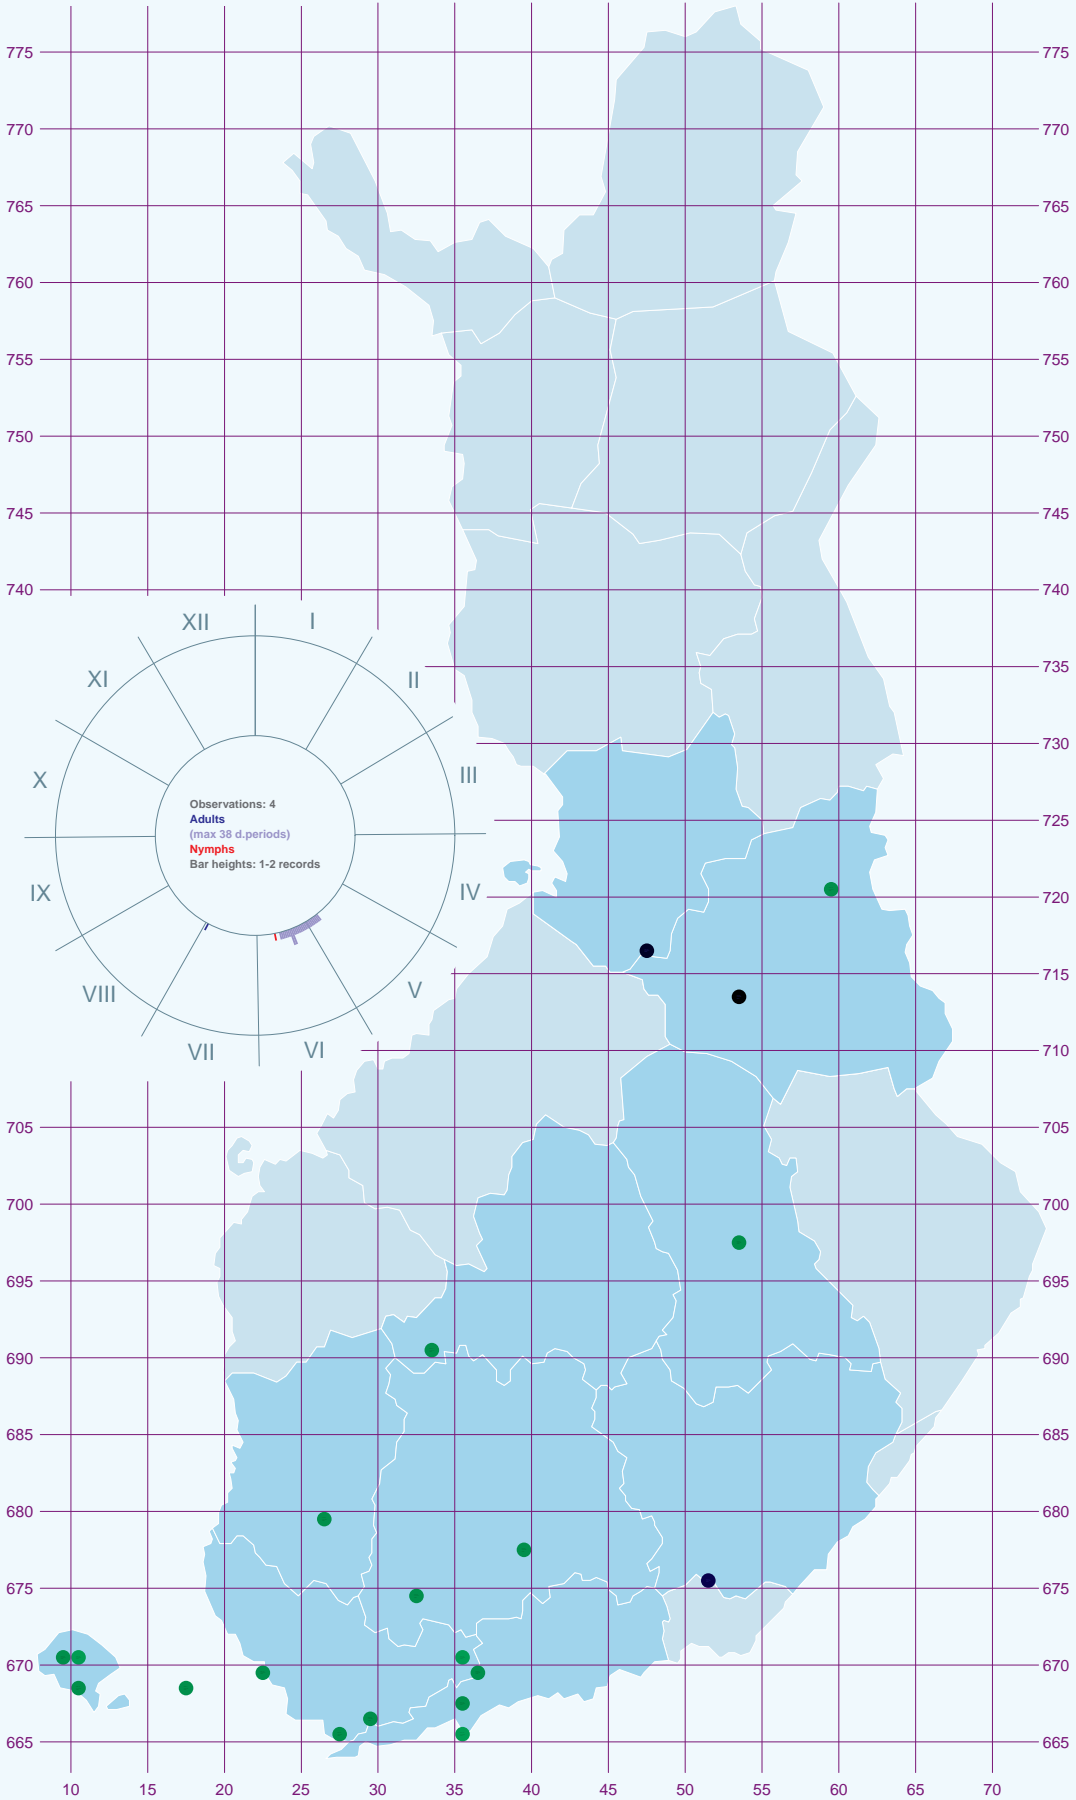 775 775
770 770
765 765
760 760
755 755
750 750
745 745
740 740
XII I
XI II
735
730
X III
Observations: 4
Adults
(max 38 d.periods)
Nymphs
Bar heights: 1-2 records
725
IX IV
720
VIII V
715
VII VI
710
705 705
700 700
695 695
690 690
685 685
680 680
675 675
670 670
665 665
10 15 20 25 30 35 40 45 50 55 60 65 70